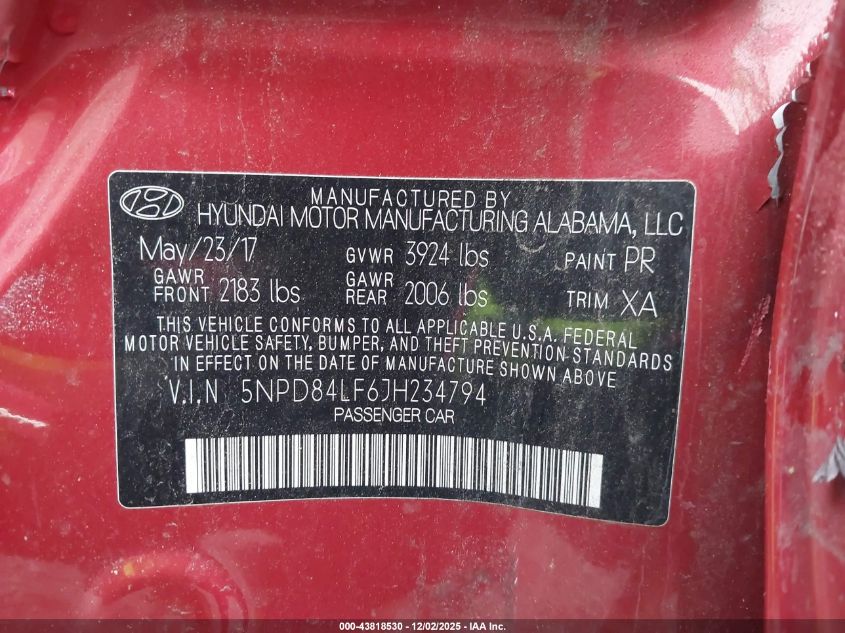 MANUFACTURED BY
HYUNDAI MOTOR MANUFACTURING ALABAMA, LLC
May/23/17 GVWR 3924 lbs PAINT PR
GAWR FRONT 2183 lbs GAWR REAR 2006 lbs TRIM XA
THIS VEHICLE CONFORMS TO ALL APPLICABLE U.S.A. FEDERAL
MOTOR VEHICLE SAFETY, BUMPER, AND THEFT PREVENTION STANDARDS
IN EFFECT ON THE DATE OF MANUFACTURE SHOWN ABOVE.
V.I.N 5NPD84LF6JH234794
PASSENGER CAR
000-43818530 - 12/02/2025 - IAA Inc.